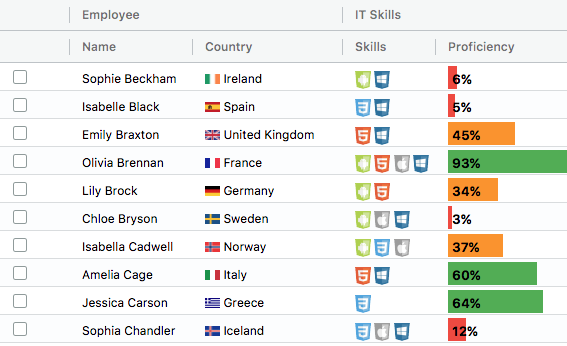 Employee IT Skills
Name Country Skills Proficiency
Sophie Beckham Ireland 6%
Isabelle Black Spain 5%
Emily Braxton United Kingdom 45%
Olivia Brennan France 93%
Lily Brock Germany 34%
Chloe Bryson Sweden 3%
Isabella Cadwell Norway 37%
Amelia Cage Italy 60%
Jessica Carson Greece 64%
Sophia Chandler Iceland 12%